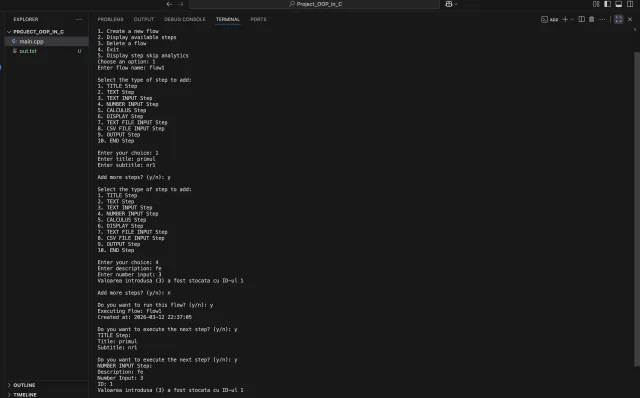 Project_OOP_in_C
EXPLORER
PROJECT_OOP_IN_C
main.cpp
out.txt U
OUTLINE
TIMELINE
PROBLEMS OUTPUT DEBUG CONSOLE TERMINAL PORTS
app
1. Create a new flow
2. Display available steps
3. Delete a flow
4. Exit
5. Display step skip analytics
Choose an option: 1
Enter flow name: flow1
Select the type of step to add:
1. TITLE Step
2. TEXT Step
3. TEXT INPUT Step
4. NUMBER INPUT Step
5. CALCULUS Step
6. DISPLAY Step
7. TEXT FILE INPUT Step
8. CSV FILE INPUT Step
9. OUTPUT Step
10. END Step
Enter your choice: 1
Enter title: primul
Enter subtitle: nr1
Add more steps? (y/n): y
Select the type of step to add:
1. TITLE Step
2. TEXT Step
3. TEXT INPUT Step
4. NUMBER INPUT Step
5. CALCULUS Step
6. DISPLAY Step
7. TEXT FILE INPUT Step
8. CSV FILE INPUT Step
9. OUTPUT Step
10. END Step
Enter your choice: 4
Enter description: fe
Enter number input: 3
Valoarea introdusa (3) a fost stocata cu ID-ul 1
Add more steps? (y/n): n
Do you want to run this flow? (y/n): y
Executing Flow: flow1
Created at: 2026-03-12 22:37:05
Do you want to execute the next step? (y/n): y
TITLE Step:
Title: primul
Subtitle: nr1
Do you want to execute the next step? (y/n): y
NUMBER INPUT Step:
Description: fe
Number Input: 3
ID: 1
Valoarea introdusa (3) a fost stocata cu ID-ul 1